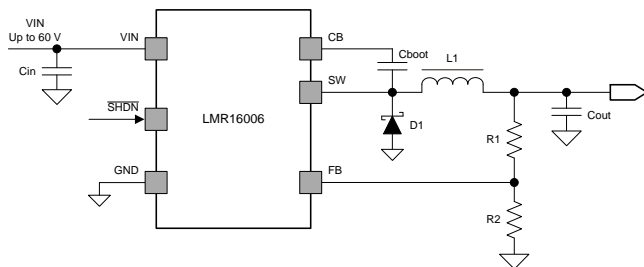 VIN
Up to 60 V
Cin
VIN
SHDN
GND
LMR16006
CB
SW
FB
Cboot
L1
D1
R1
R2
Cout